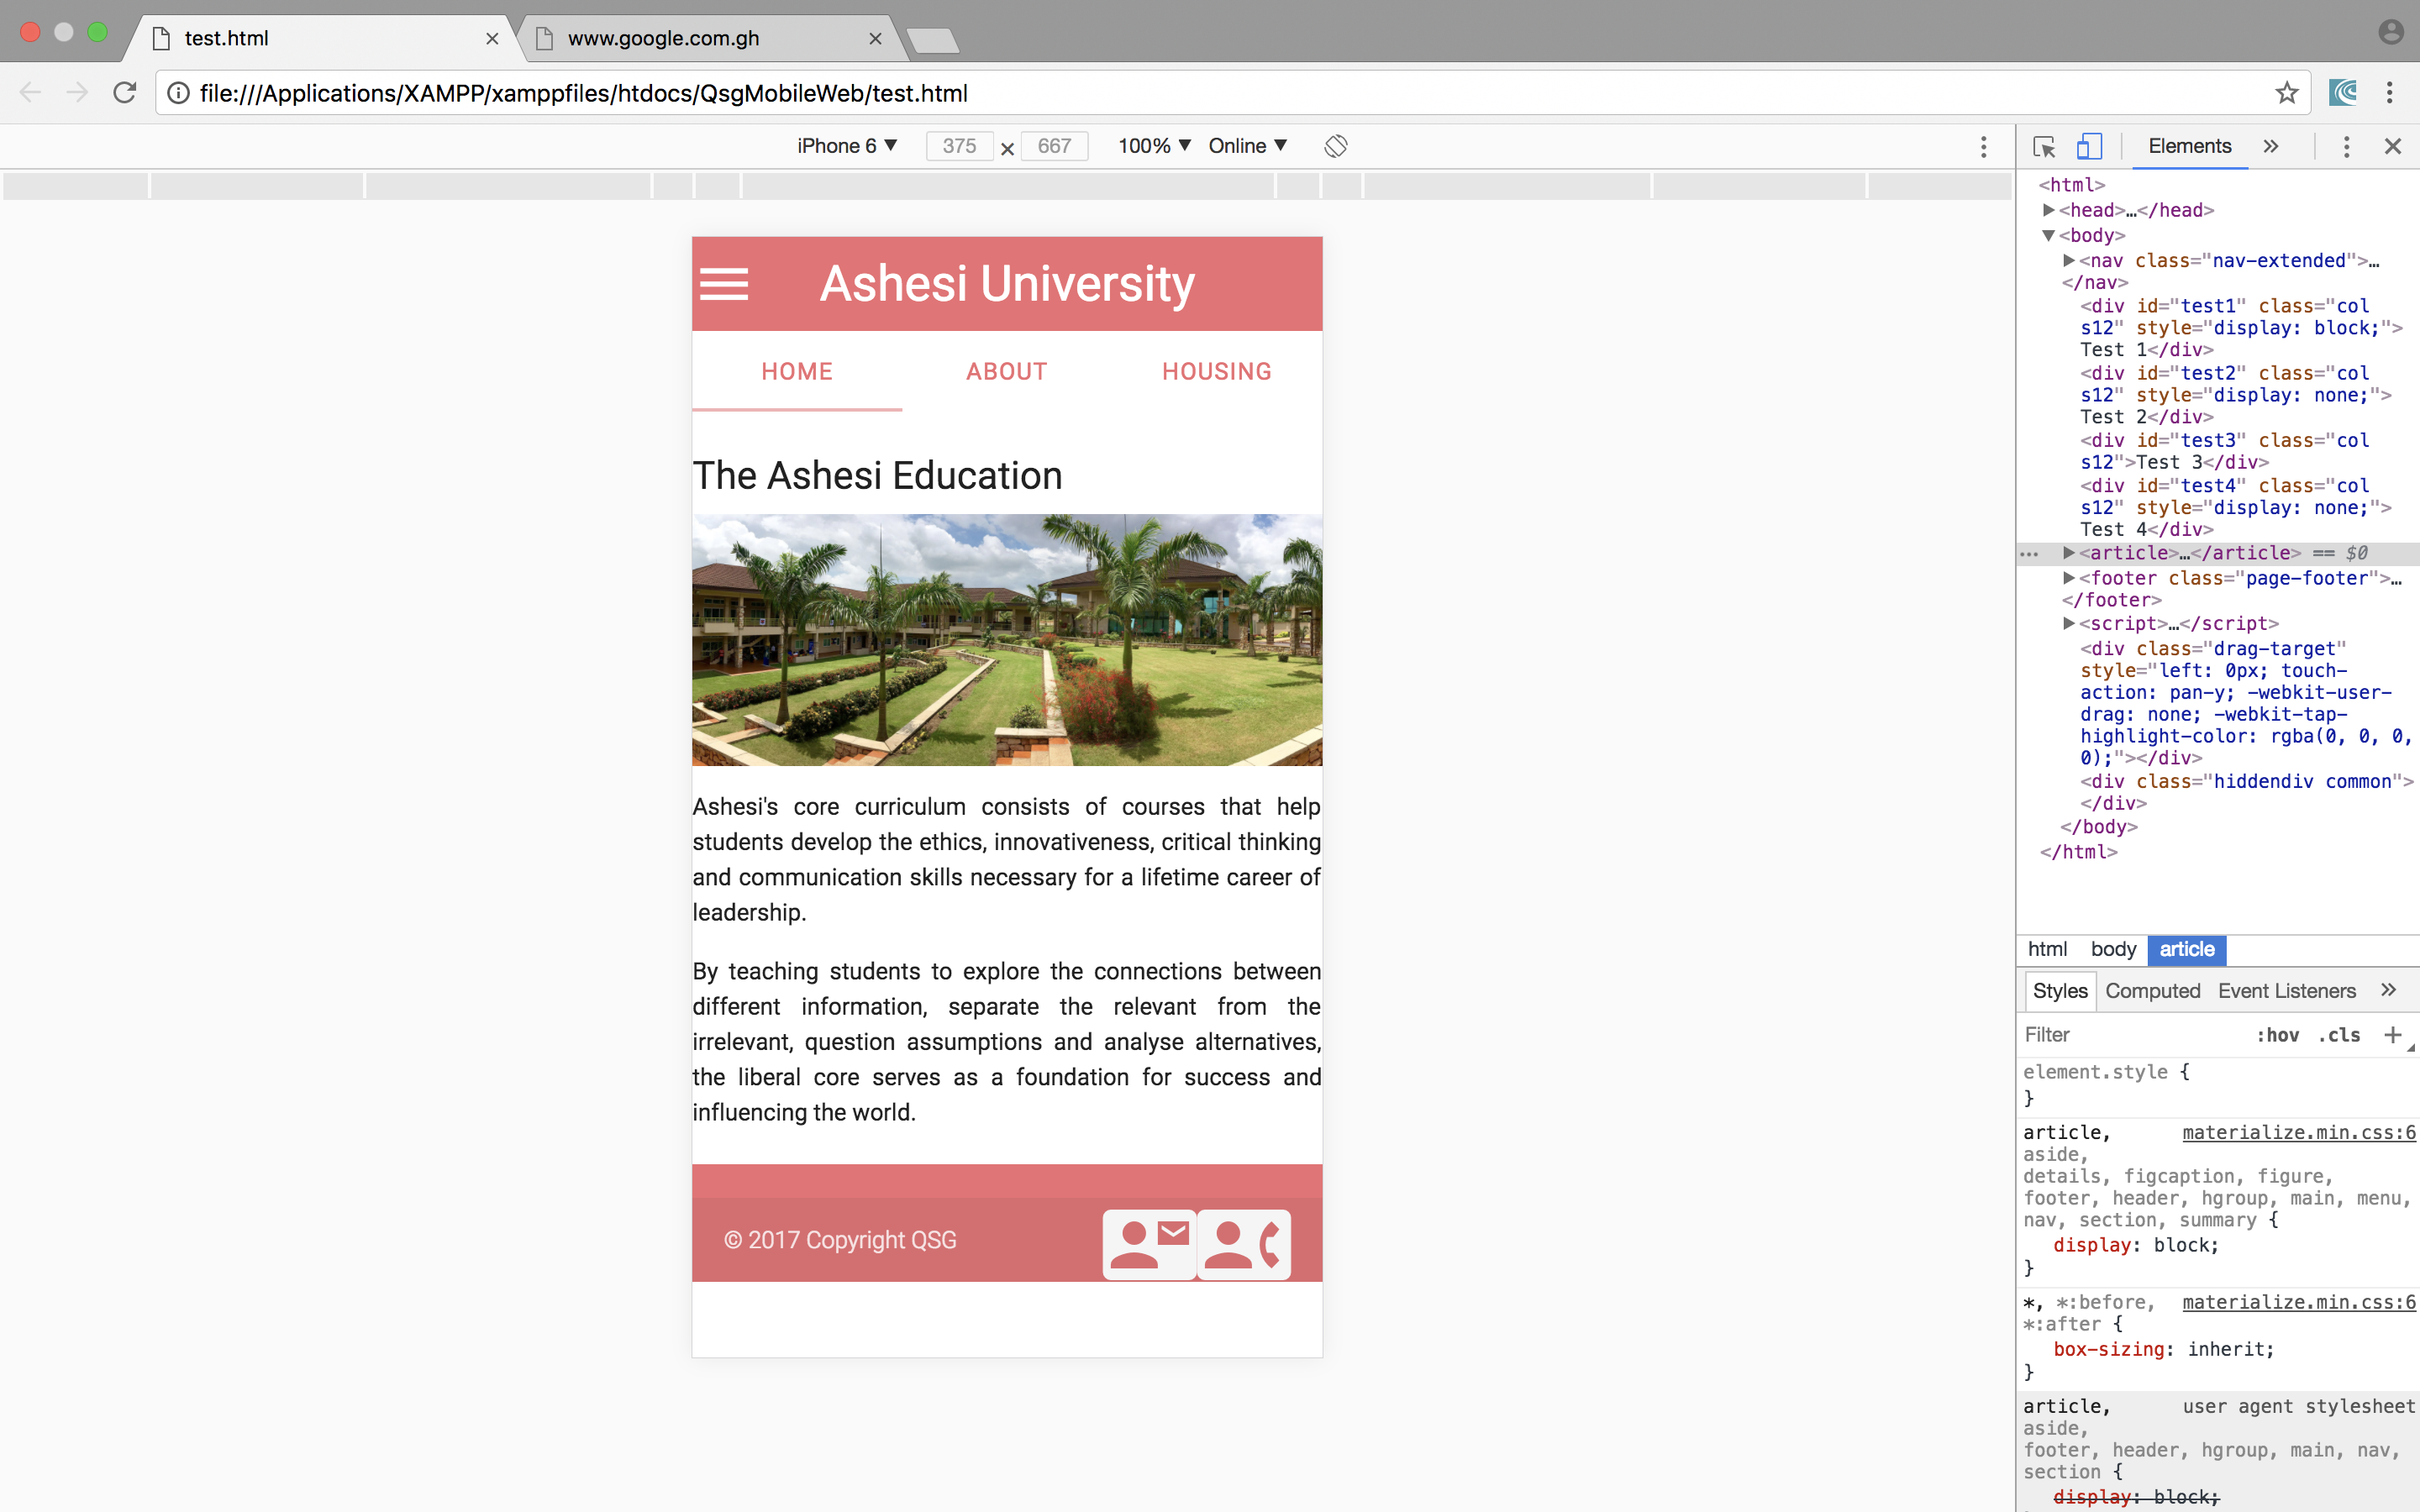 test.html
www.google.com.gh
file:///Applications/XAMPP/xamppfiles/htdocs/QsgMobileWeb/test.html
iPhone 6 ▼ 375 × 667 100% ▼ Online ▼
Ashesi University
HOME ABOUT HOUSING
The Ashesi Education
Ashesi's core curriculum consists of courses that help
students develop the ethics, innovativeness, critical thinking
and communication skills necessary for a lifetime career of
leadership.
By teaching students to explore the connections between
different information, separate the relevant from the
irrelevant, question assumptions and analyse alternatives,
the liberal core serves as a foundation for success and
influencing the world.
© 2017 Copyright QSG
Elements »
<html>
▶<head>…</head>
▼<body>
▶<nav class="nav-extended">…
</nav>
<div id="test1" class="col
s12" style="display: block;">
Test 1</div>
<div id="test2" class="col
s12" style="display: none;">
Test 2</div>
<div id="test3" class="col
s12">Test 3</div>
<div id="test4" class="col
s12" style="display: none;">
Test 4</div>
… ▶<article>…</article> == $0
▶<footer class="page-footer">…
</footer>
▶<script>…</script>
<div class="drag-target"
style="left: 0px; touch-
action: pan-y; -webkit-user-
drag: none; -webkit-tap-
highlight-color: rgba(0, 0, 0,
0);"></div>
<div class="hiddendiv common">
</div>
</body>
</html>
html body article
Styles Computed Event Listeners »
Filter :hov .cls +
element.style {
}
article, materialize.min.css:6
aside,
details, figcaption, figure,
footer, header, hgroup, main, menu,
nav, section, summary {
display: block;
}
*, *:before, materialize.min.css:6
*:after {
box-sizing: inherit;
}
article, user agent stylesheet
aside,
footer, header, hgroup, main, nav,
section {
display: block;